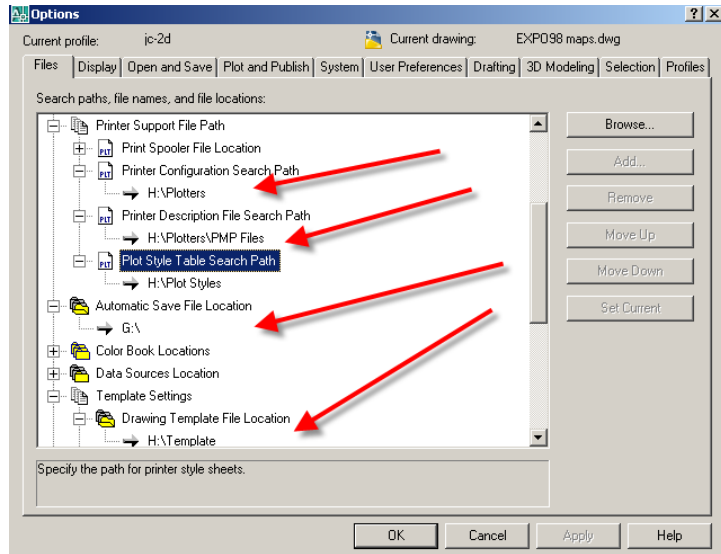 Options
Current profile: jc-2d Current drawing: EXPO98 maps.dwg
Files Display Open and Save Plot and Publish System User Preferences Drafting 3D Modeling Selection Profiles
Search paths, file names, and file locations:
Printer Support File Path
Print Spooler File Location
Printer Configuration Search Path
H:\Plotters
Printer Description File Search Path
H:\Plotters\PMP Files
Plot Style Table Search Path
H:\Plot Styles
Automatic Save File Location
G:\
Color Book Locations
Data Sources Location
Template Settings
Drawing Template File Location
H:\Template
Browse...
Add...
Remove
Move Up
Move Down
Set Current
Specify the path for printer style sheets.
OK Cancel Apply Help